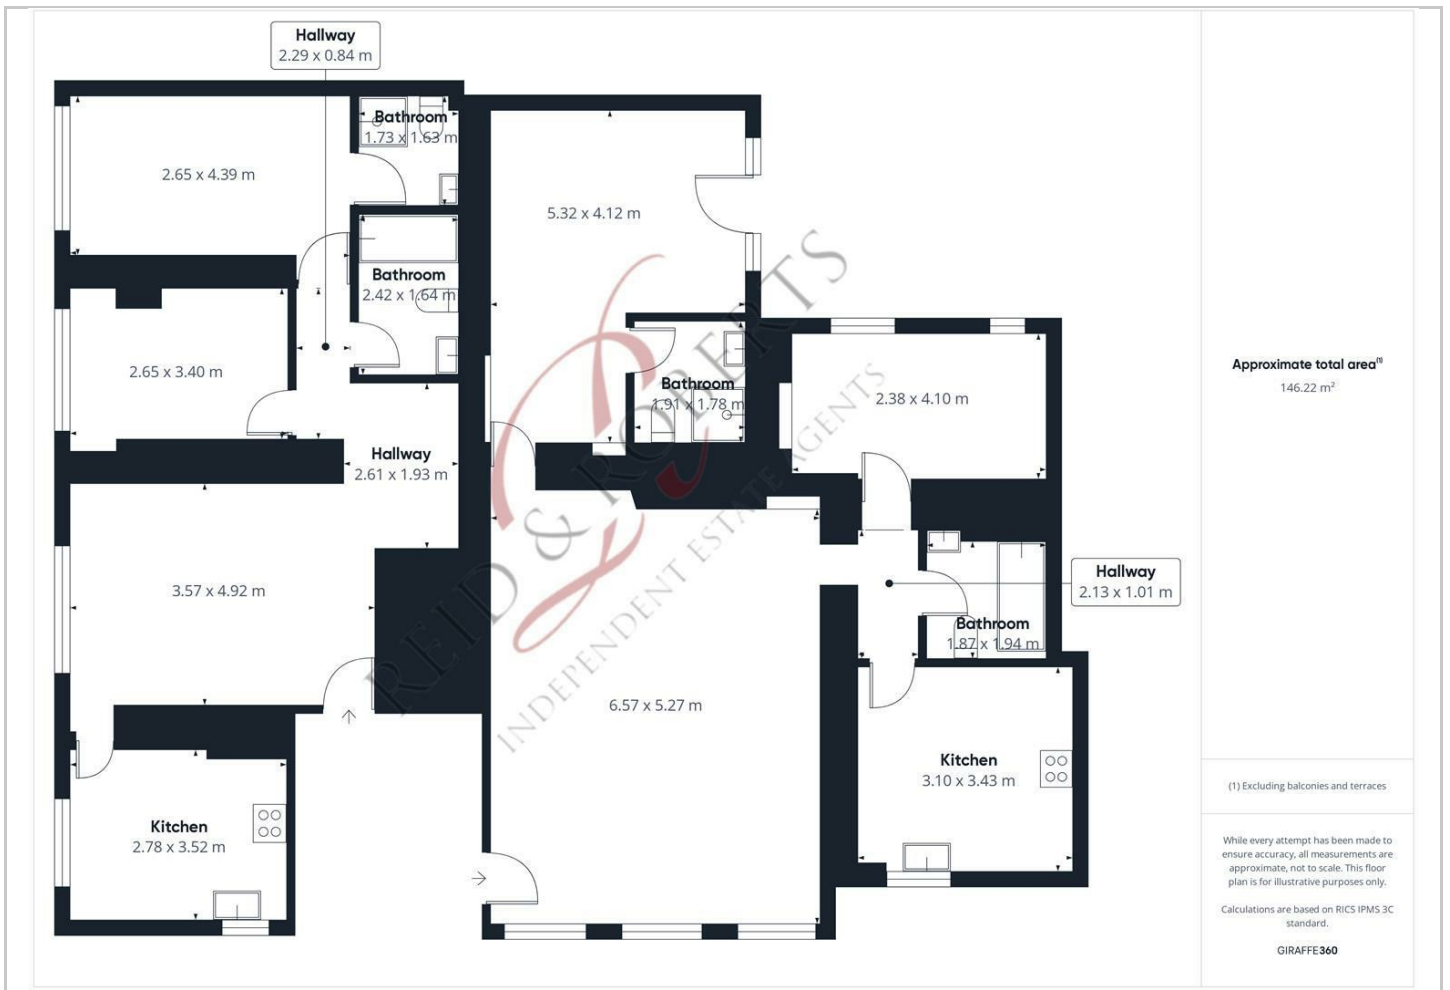 Hallway
2.29 x 0.84 m
Bathroom
1.73 x 1.63 m
2.65 x 4.39 m
5.32 x 4.12 m
Bathroom
2.42 x 1.64 m
2.65 x 3.40 m
Bathroom
1.91 x 1.78 m
2.38 x 4.10 m
Hallway
2.61 x 1.93 m
3.57 x 4.92 m
Hallway
2.13 x 1.01 m
Bathroom
1.87 x 1.94 m
6.57 x 5.27 m
Kitchen
3.10 x 3.43 m
Kitchen
2.78 x 3.52 m
REID & ROBERTS
INDEPENDENT ESTATE AGENTS
Approximate total area(1)
146.22 m²
(1) Excluding balconies and terraces
While every attempt has been made to
ensure accuracy, all measurements are
approximate, not to scale. This floor
plan is for illustrative purposes only.
Calculations are based on RICS IPMS 3C
standard.
GIRAFFE360